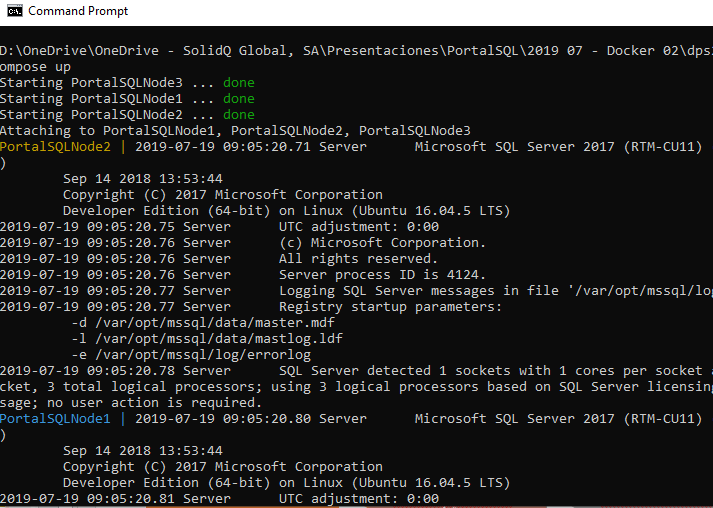 Command Prompt
D:\OneDrive\OneDrive - SolidQ Global, SA\Presentaciones\PortalSQL\2019 07 - Docker 02\dps
ompose up
Starting PortalSQLNode3 ... done
Starting PortalSQLNode1 ... done
Starting PortalSQLNode2 ... done
Attaching to PortalSQLNode1, PortalSQLNode2, PortalSQLNode3
PortalSQLNode2 | 2019-07-19 09:05:20.71 Server      Microsoft SQL Server 2017 (RTM-CU11)
)
Sep 14 2018 13:53:44
Copyright (C) 2017 Microsoft Corporation
Developer Edition (64-bit) on Linux (Ubuntu 16.04.5 LTS)
2019-07-19 09:05:20.75 Server      UTC adjustment: 0:00
2019-07-19 09:05:20.76 Server      (c) Microsoft Corporation.
2019-07-19 09:05:20.76 Server      All rights reserved.
2019-07-19 09:05:20.76 Server      Server process ID is 4124.
2019-07-19 09:05:20.77 Server      Logging SQL Server messages in file '/var/opt/mssql/log
2019-07-19 09:05:20.77 Server      Registry startup parameters:
-d /var/opt/mssql/data/master.mdf
-l /var/opt/mssql/data/mastlog.ldf
-e /var/opt/mssql/log/errorlog
2019-07-19 09:05:20.78 Server      SQL Server detected 1 sockets with 1 cores per socket a
cket, 3 total logical processors; using 3 logical processors based on SQL Server licensing
sage; no user action is required.
PortalSQLNode1 | 2019-07-19 09:05:20.80 Server      Microsoft SQL Server 2017 (RTM-CU11)
)
Sep 14 2018 13:53:44
Copyright (C) 2017 Microsoft Corporation
Developer Edition (64-bit) on Linux (Ubuntu 16.04.5 LTS)
2019-07-19 09:05:20.81 Server      UTC adjustment: 0:00